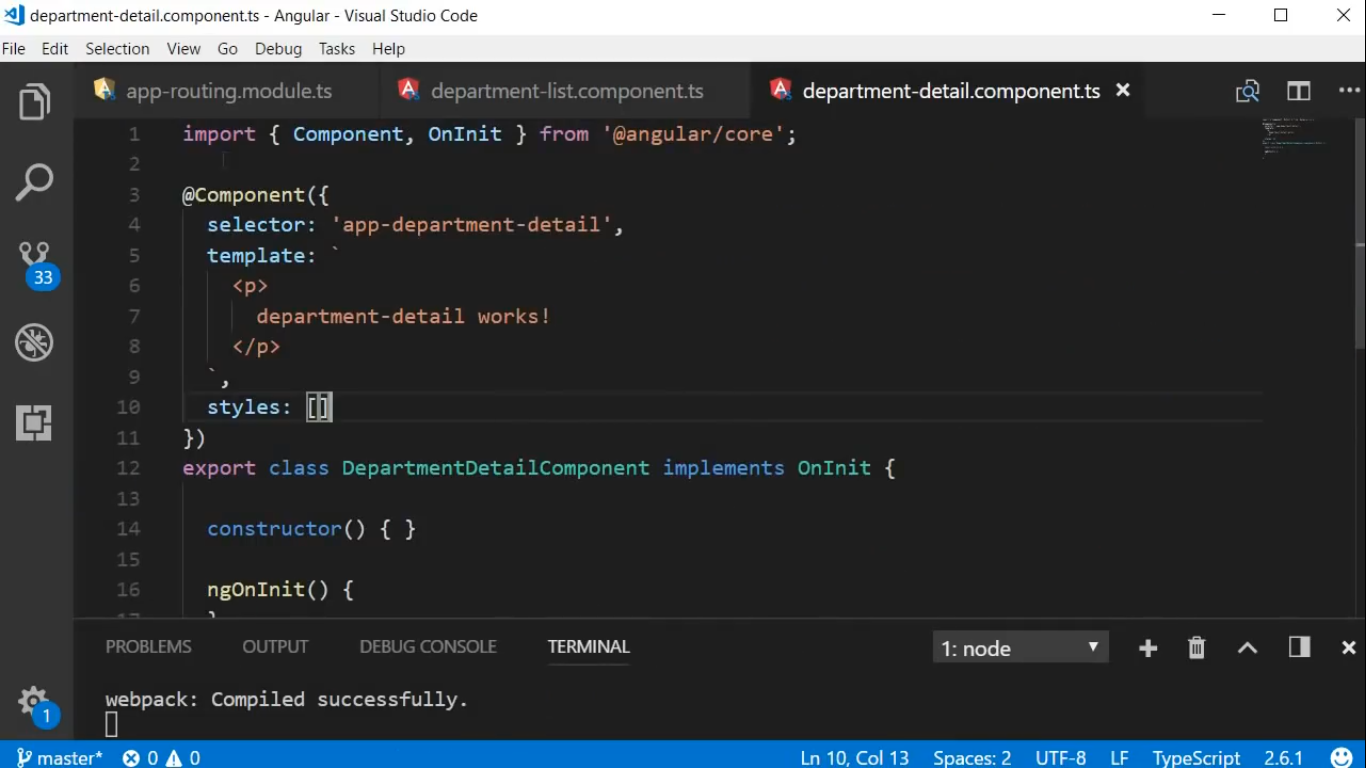 department-detail.component.ts - Angular - Visual Studio Code
File Edit Selection View Go Debug Tasks Help
app-routing.module.ts department-list.component.ts department-detail.component.ts
1 import { Component, OnInit } from '@angular/core';
2
3 @Component({
4 selector: 'app-department-detail',
5 template: `
6 <p>
7 department-detail works!
8 </p>
9 `,
10 styles: []
11 })
12 export class DepartmentDetailComponent implements OnInit {
13
14 constructor() { }
15
16 ngOnInit() {
17 }
33
PROBLEMS OUTPUT DEBUG CONSOLE TERMINAL 1: node
webpack: Compiled successfully.
1
master* 0 0 Ln 10, Col 13 Spaces: 2 UTF-8 LF TypeScript 2.6.1